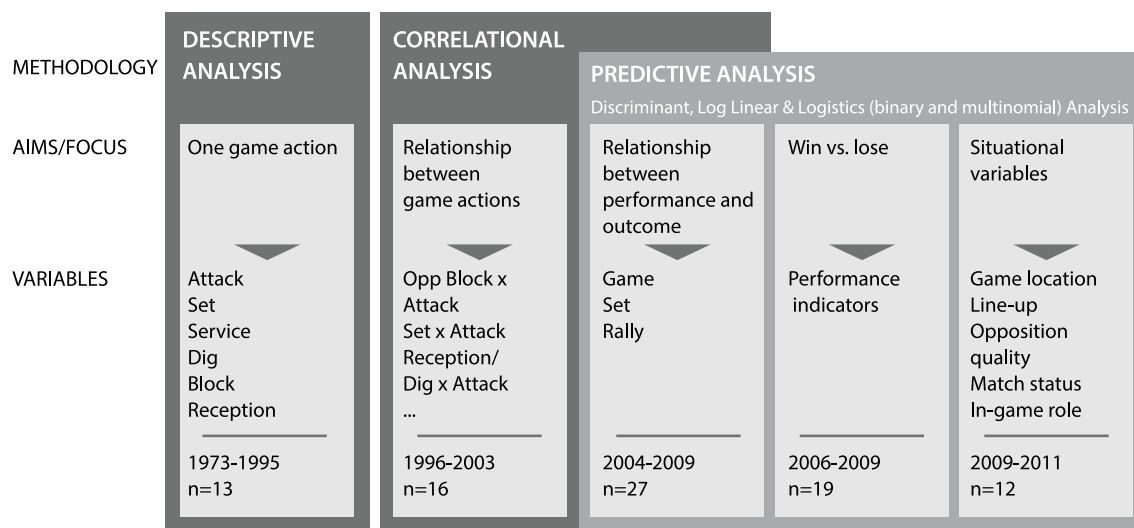 METHODOLOGY
DESCRIPTIVE
ANALYSIS
CORRELATIONAL
ANALYSIS
PREDICTIVE ANALYSIS
Discriminant, Log Linear & Logistics (binary and multinomial) Analysis
AIMS/FOCUS
One game action
Relationship
between
game actions
Relationship
between
performance and
outcome
Win vs. lose
Situational
variables
VARIABLES
Attack
Set
Service
Dig
Block
Reception
Opp Block x
Attack
Set x Attack
Reception/
Dig x Attack
...
Game
Set
Rally
Performance
indicators
Game location
Line-up
Opposition
quality
Match status
In-game role
1973-1995
n=13
1996-2003
n=16
2004-2009
n=27
2006-2009
n=19
2009-2011
n=12